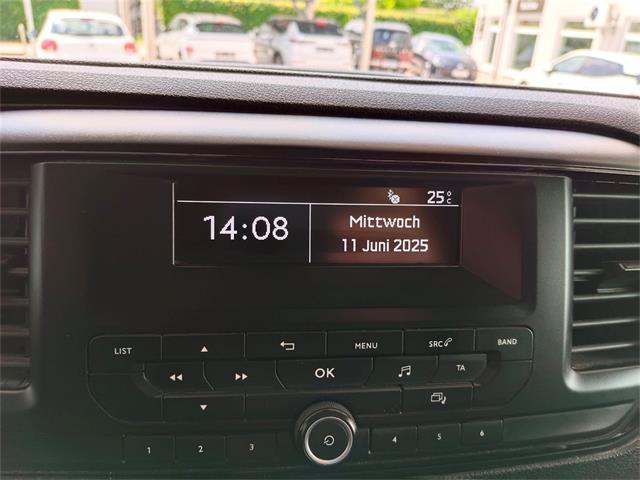 25°C
14:08
Mittwoch
11 Juni 2025
LIST
MENU
SRC
BAND
OK
TA
1 2 3 4 5 6